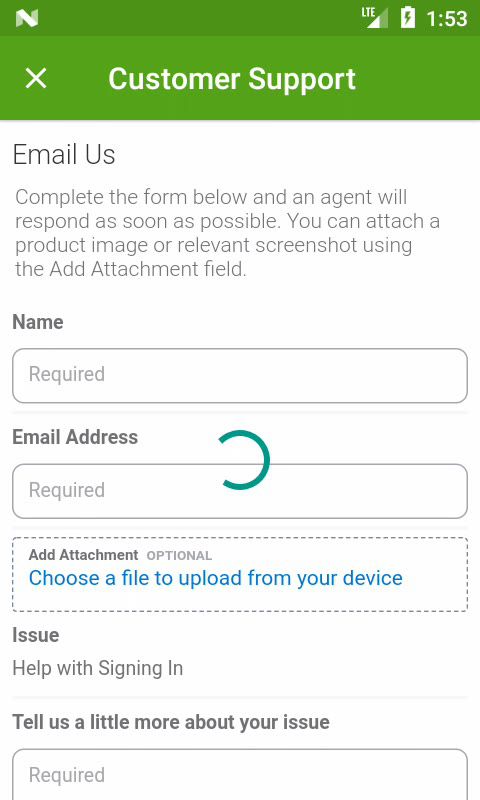 LTE 1:53
Customer Support
Email Us
Complete the form below and an agent will
respond as soon as possible. You can attach a
product image or relevant screenshot using
the Add Attachment field.
Name
Required
Email Address
Required
Add Attachment OPTIONAL
Choose a file to upload from your device
Issue
Help with Signing In
Tell us a little more about your issue
Required